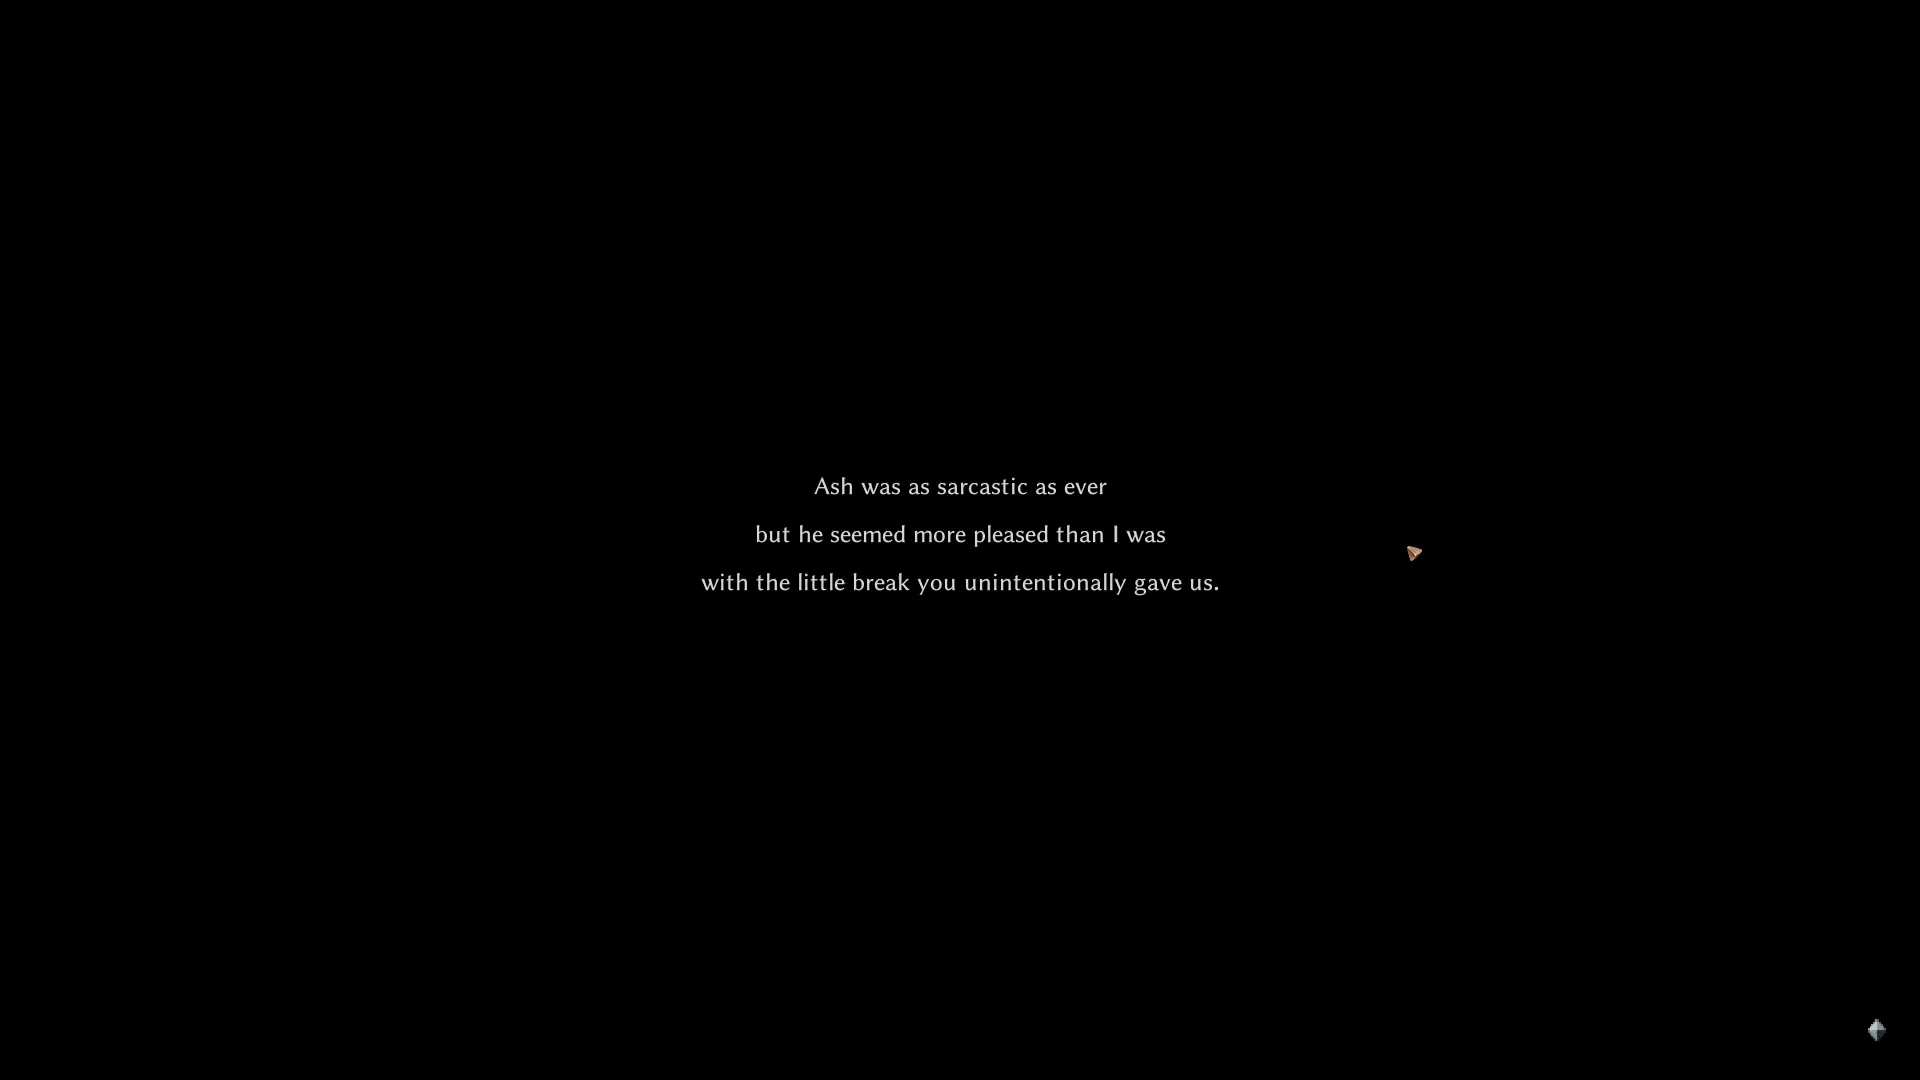 Ash was as sarcastic as ever
but he seemed more pleased than I was
with the little break you unintentionally gave us.